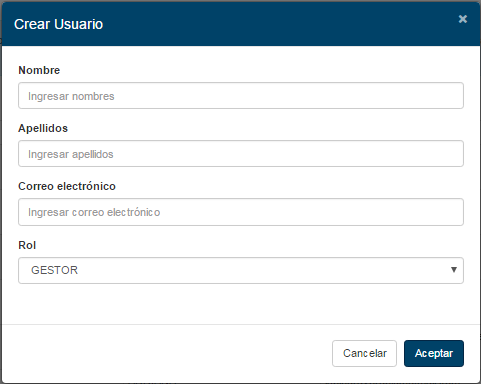 Crear Usuario
×
Nombre
Ingresar nombres
Apellidos
Ingresar apellidos
Correo electrónico
Ingresar correo electrónico
Rol
GESTOR
Cancelar
Aceptar